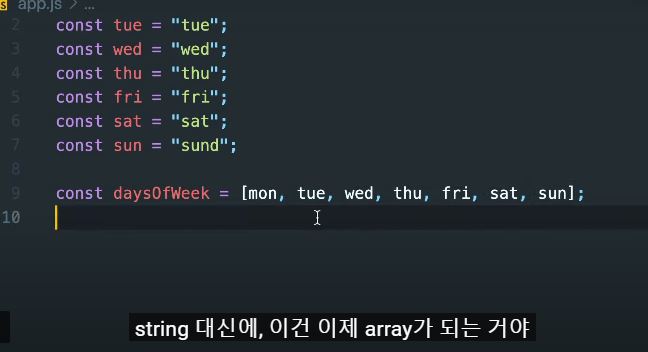 app.js > ...
2 const tue = "tue";
3 const wed = "wed";
4 const thu = "thu";
5 const fri = "fri";
6 const sat = "sat";
7 const sun = "sund";
8
9 const daysOfWeek = [mon, tue, wed, thu, fri, sat, sun];
10
string 대신에, 이건 이제 array가 되는 거야